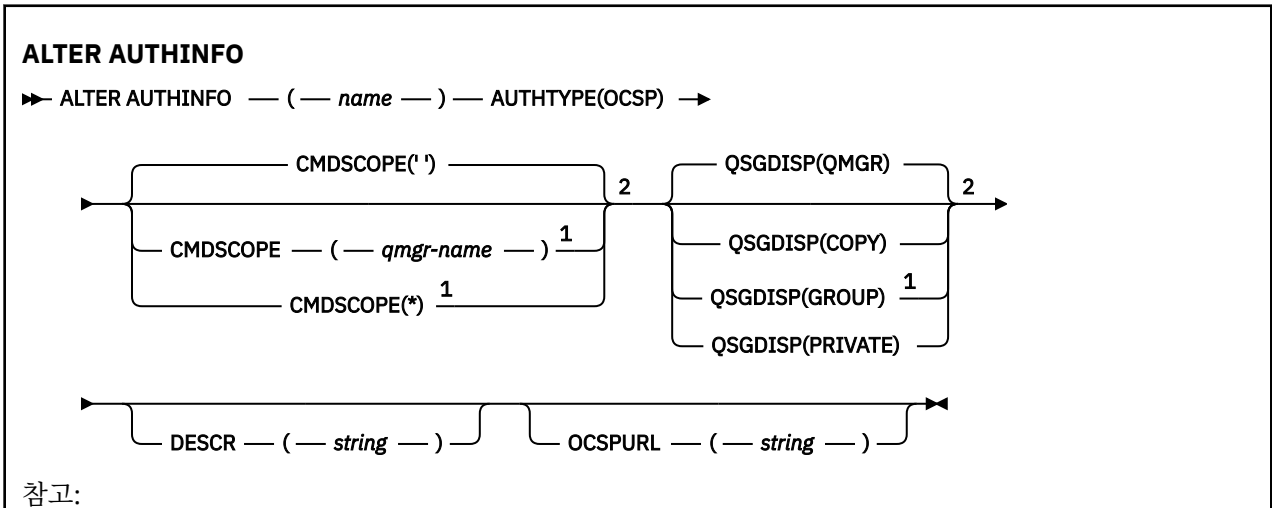 ALTER AUTHINFO
ALTER AUTHINFO ( name ) AUTHTYPE(OCSP)
CMDSCOPE(' ') 2 QSGDISP(QMGR) 2
CMDSCOPE ( qmgr-name ) 1 QSGDISP(COPY)
CMDSCOPE(*) 1 QSGDISP(GROUP) 1
QSGDISP(PRIVATE)
DESCR ( string ) OCSPURL ( string )
참고: